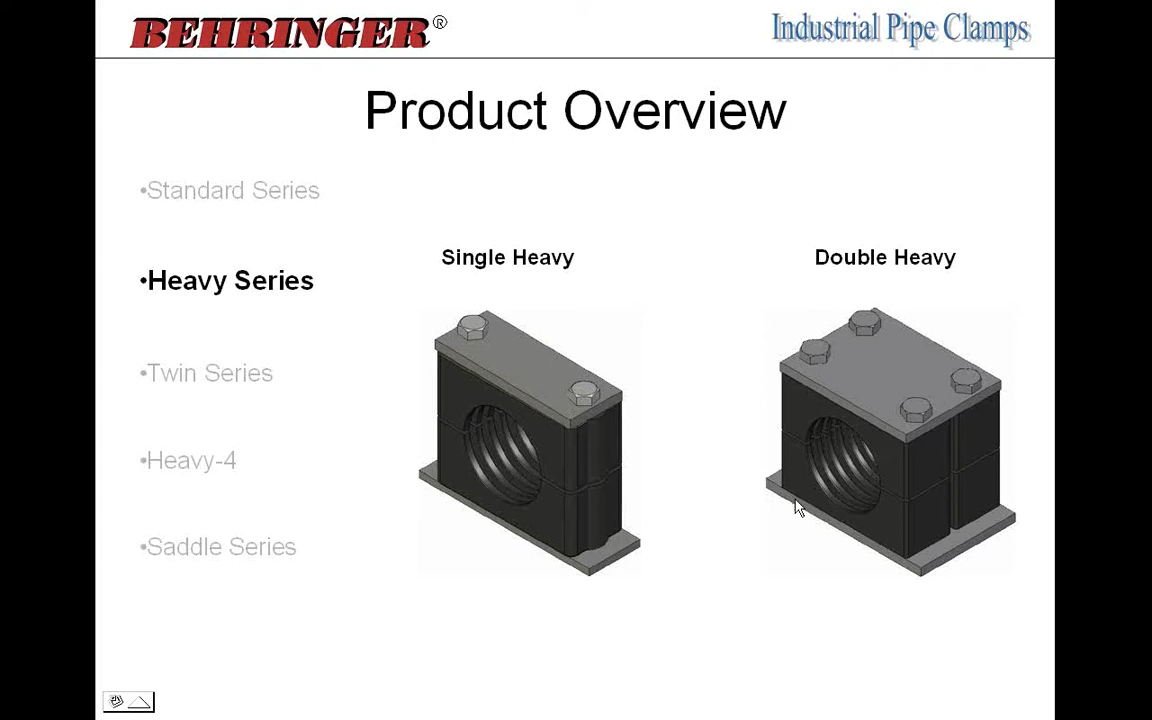 BEHRINGER®
Industrial Pipe Clamps
Product Overview
•Standard Series
•Heavy Series
•Twin Series
•Heavy-4
•Saddle Series
Single Heavy
Double Heavy